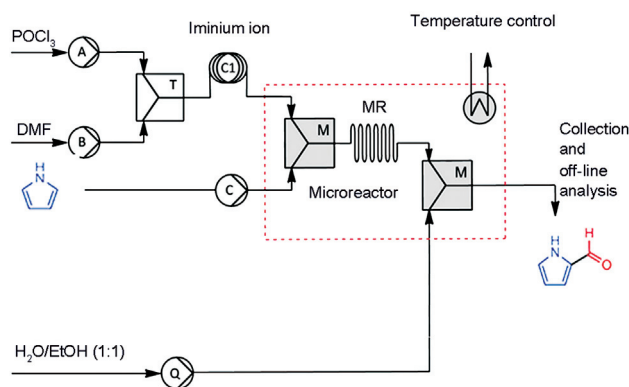 POCl₃
A
Iminium ion
C1
T
Temperature control
DMF
B
MR
M
Microreactor
M
H
N
C
Collection
and
off-line
analysis
H
N
H
O
H₂O/EtOH (1:1)
Q